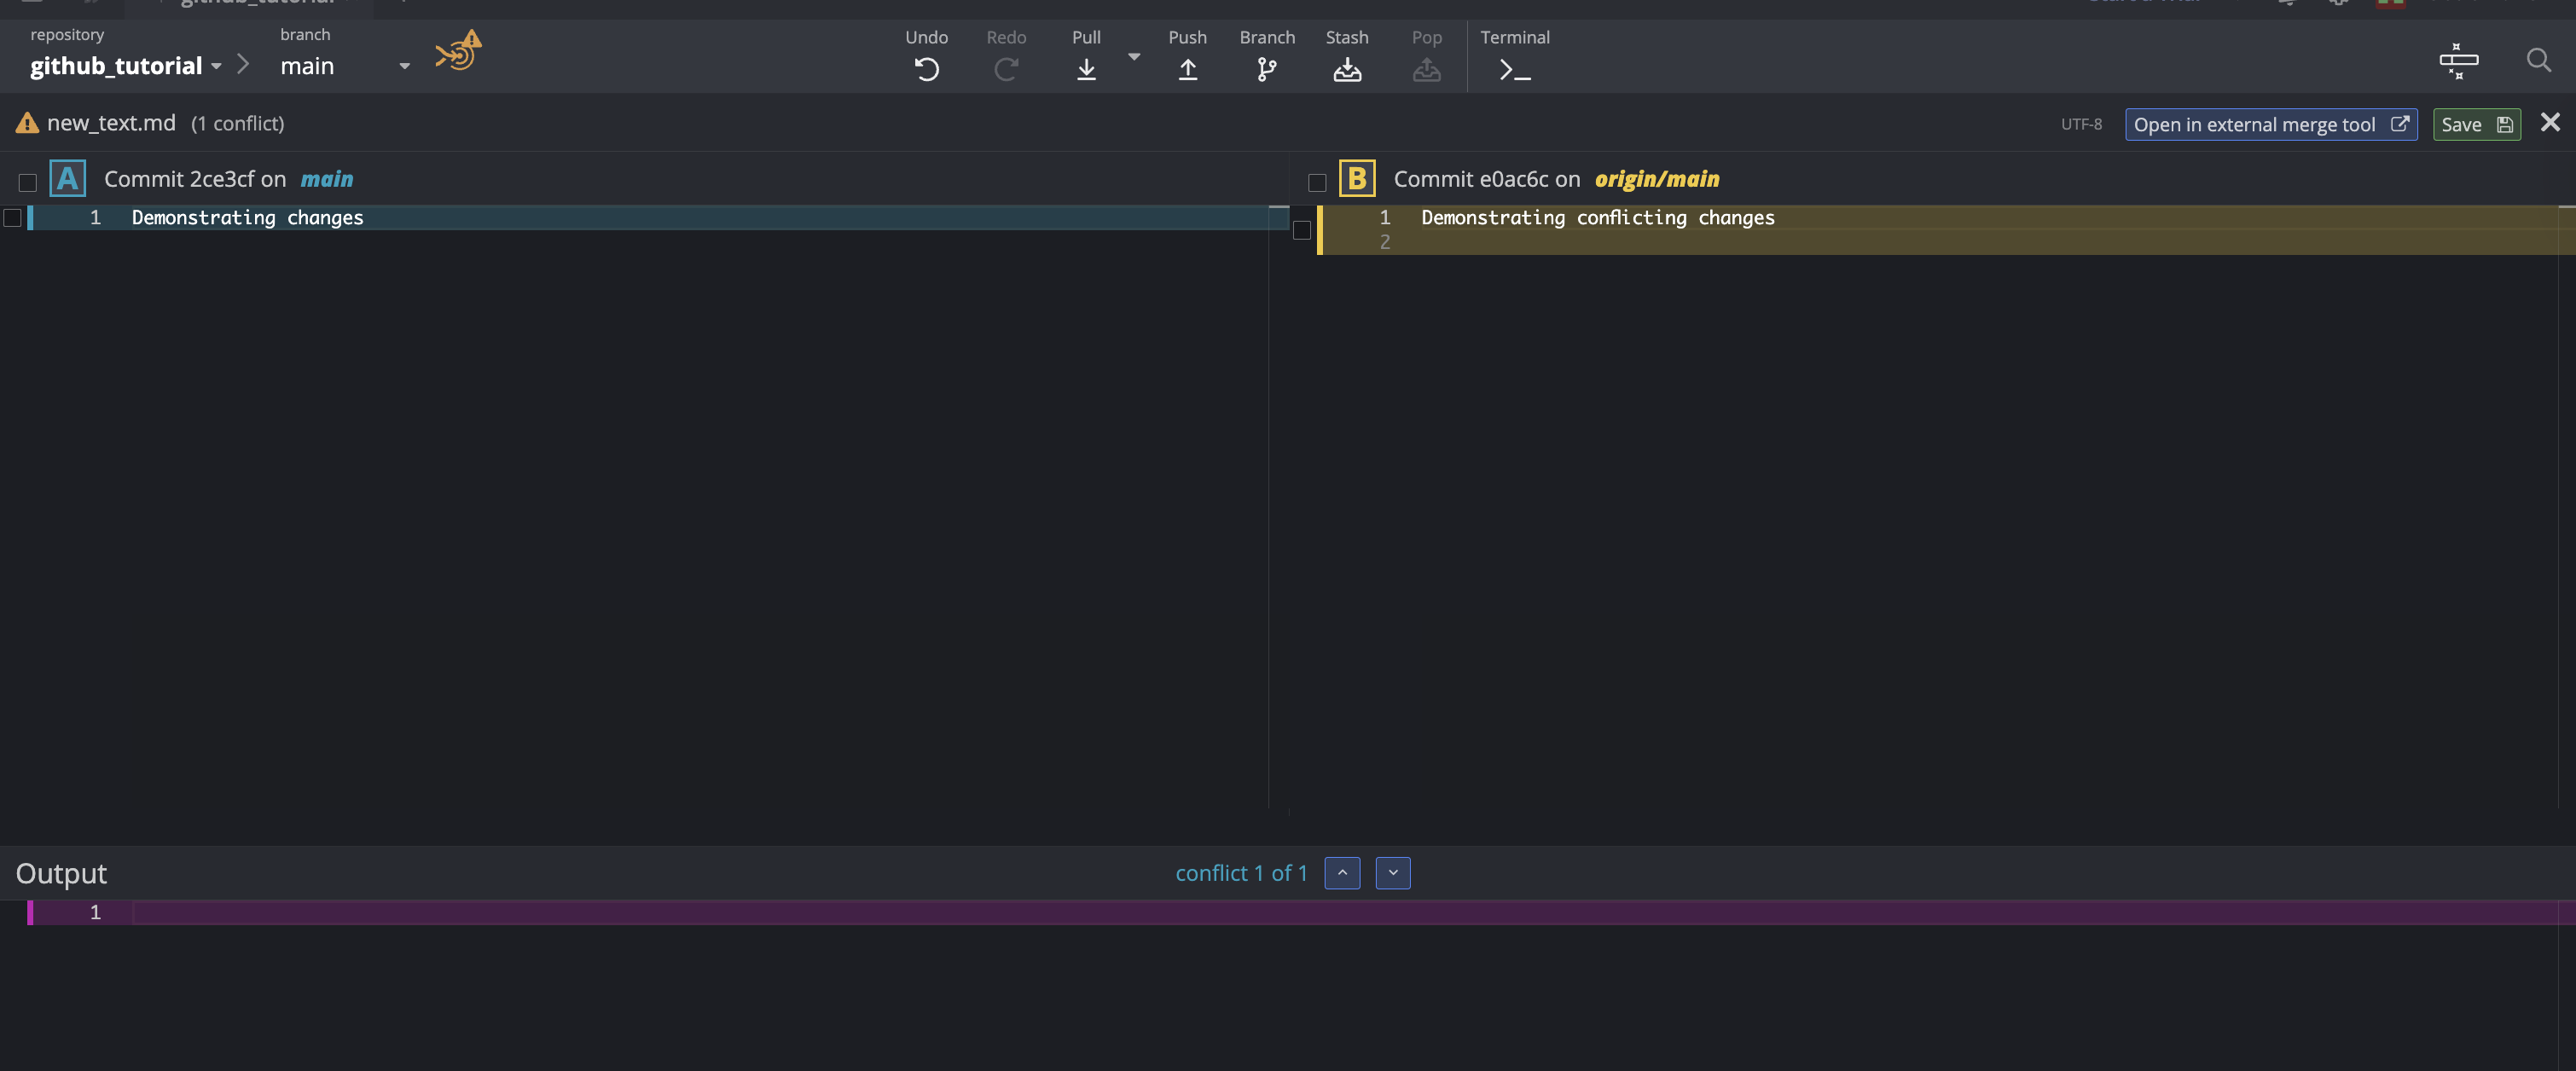 github_tutorial
repository
branch
Undo
Redo
Pull
Push
Branch
Stash
Pop
Terminal
github_tutorial
main
new_text.md (1 conflict)
UTF-8
Open in external merge tool
Save
A Commit 2ce3cf on main
B Commit e0ac6c on origin/main
1 Demonstrating changes
1 Demonstrating conflicting changes
2
Output
conflict 1 of 1
1